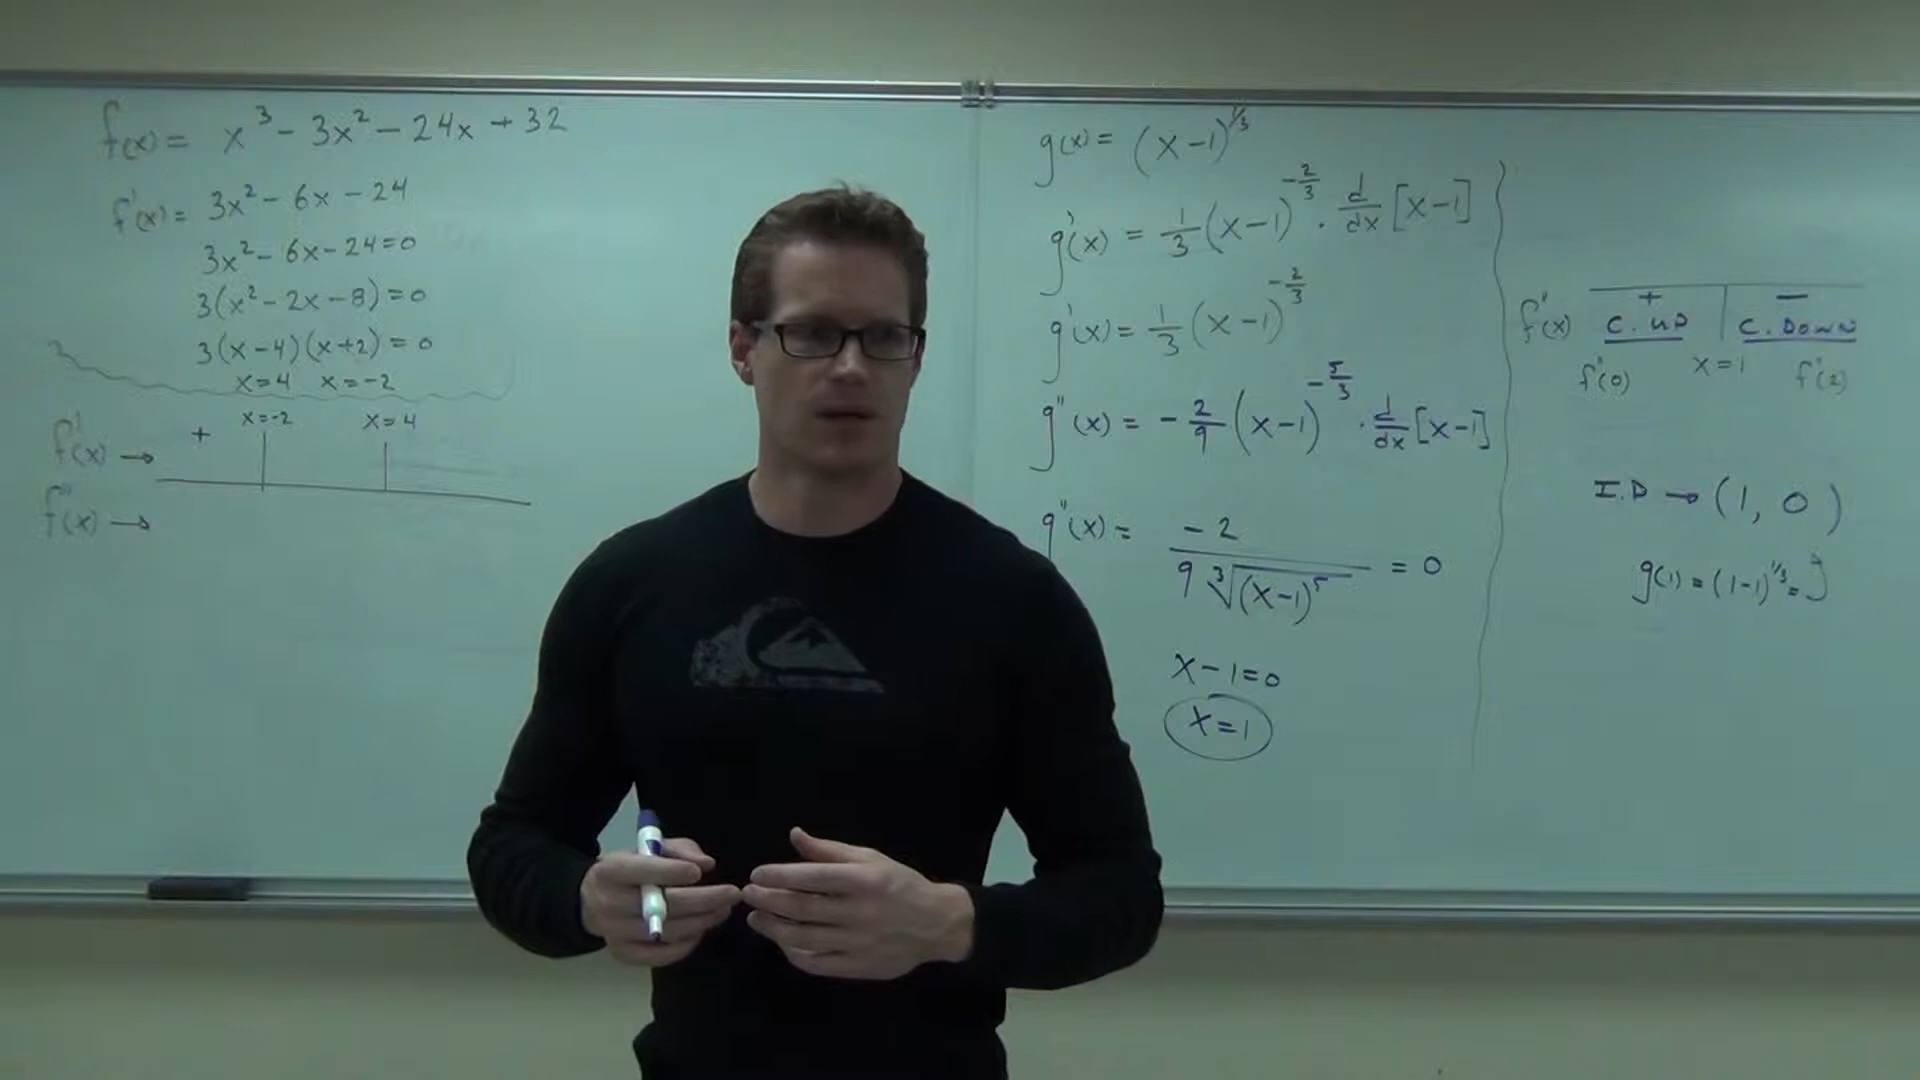 f(x) = x³ - 3x² - 24x + 32
f'(x) = 3x² - 6x - 24
3x² - 6x - 24 = 0
3(x² - 2x - 8) = 0
3(x - 4)(x + 2) = 0
x = 4 x = -2
x = -2 x = 4
f'(x) → +
f''(x) →
g(x) = (x - 1)^1/3
g'(x) = 1/3 (x - 1)^-2/3 · d/dx [x - 1]
g'(x) = 1/3 (x - 1)^-2/3
g''(x) = - 2/9 (x - 1)^-5/3 · d/dx [x - 1]
g''(x) = -2 / 9 ³√(x - 1)⁵ = 0
x - 1 = 0
x = 1
+ -
f''(x) C. UP C. DOWN
x = 1
f''(0) f''(2)
I.P → (1, 0)
g(1) = (1 - 1)^1/3 =